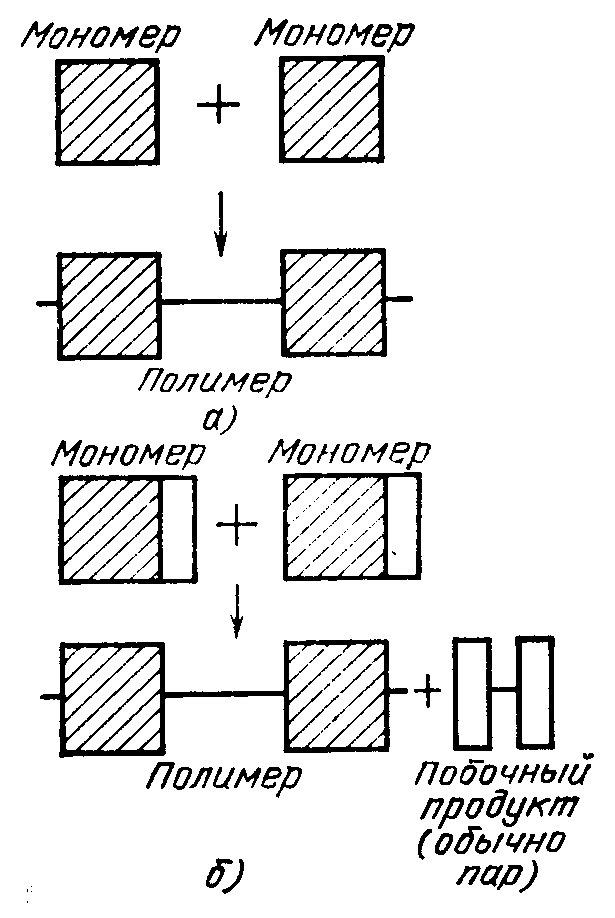 Мономер Мономер
+
Полимер
а)
Мономер Мономер
+
+
Полимер
Побочный
продукт
(обычно
пар)
б)